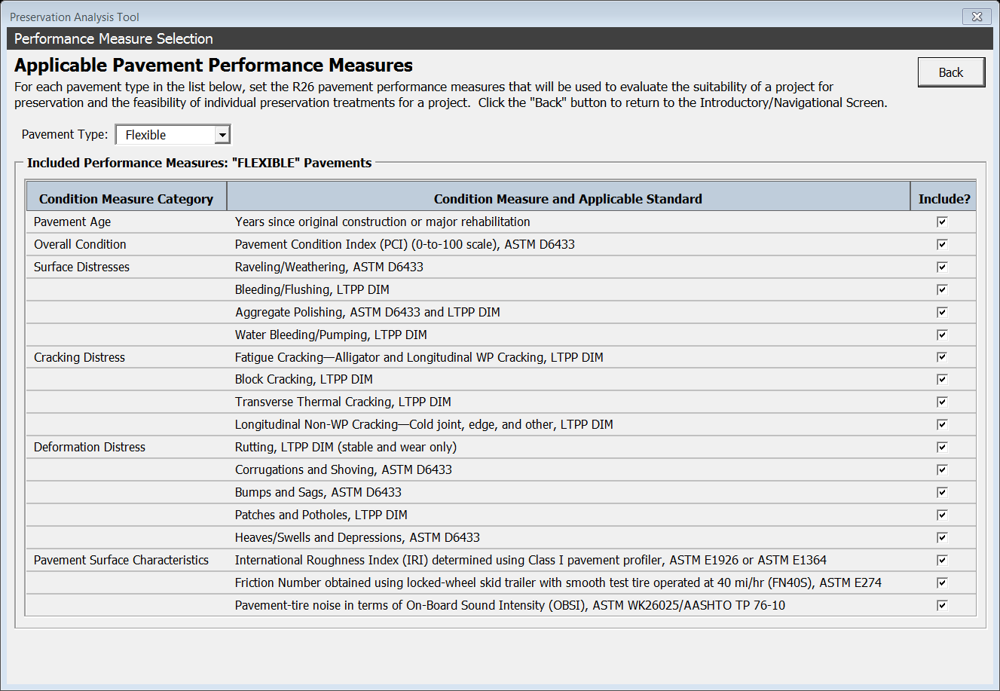 Preservation Analysis Tool
Performance Measure Selection
Applicable Pavement Performance Measures
Back
For each pavement type in the list below, set the R26 pavement performance measures that will be used to evaluate the suitability of a project for
preservation and the feasibility of individual preservation treatments for a project.  Click the "Back" button to return to the Introductory/Navigational Screen.
Pavement Type: Flexible
Included Performance Measures: "FLEXIBLE" Pavements
Condition Measure Category Condition Measure and Applicable Standard Include?
Pavement Age Years since original construction or major rehabilitation
Overall Condition Pavement Condition Index (PCI) (0-to-100 scale), ASTM D6433
Surface Distresses Raveling/Weathering, ASTM D6433
Bleeding/Flushing, LTPP DIM
Aggregate Polishing, ASTM D6433 and LTPP DIM
Water Bleeding/Pumping, LTPP DIM
Cracking Distress Fatigue Cracking—Alligator and Longitudinal WP Cracking, LTPP DIM
Block Cracking, LTPP DIM
Transverse Thermal Cracking, LTPP DIM
Longitudinal Non-WP Cracking—Cold joint, edge, and other, LTPP DIM
Deformation Distress Rutting, LTPP DIM (stable and wear only)
Corrugations and Shoving, ASTM D6433
Bumps and Sags, ASTM D6433
Patches and Potholes, LTPP DIM
Heaves/Swells and Depressions, ASTM D6433
Pavement Surface Characteristics International Roughness Index (IRI) determined using Class I pavement profiler, ASTM E1926 or ASTM E1364
Friction Number obtained using locked-wheel skid trailer with smooth test tire operated at 40 mi/hr (FN40S), ASTM E274
Pavement-tire noise in terms of On-Board Sound Intensity (OBSI), ASTM WK26025/AASHTO TP 76-10